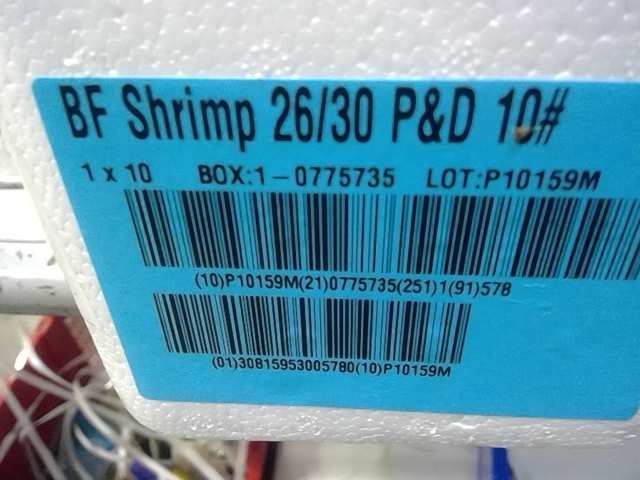 BF Shrimp 26/30 P&D 10#
1 x 10 BOX:1-0775735 LOT:P10159M
(10)P10159M(21)0775735(251)1(91)578
(01)30815953005780(10)P10159M